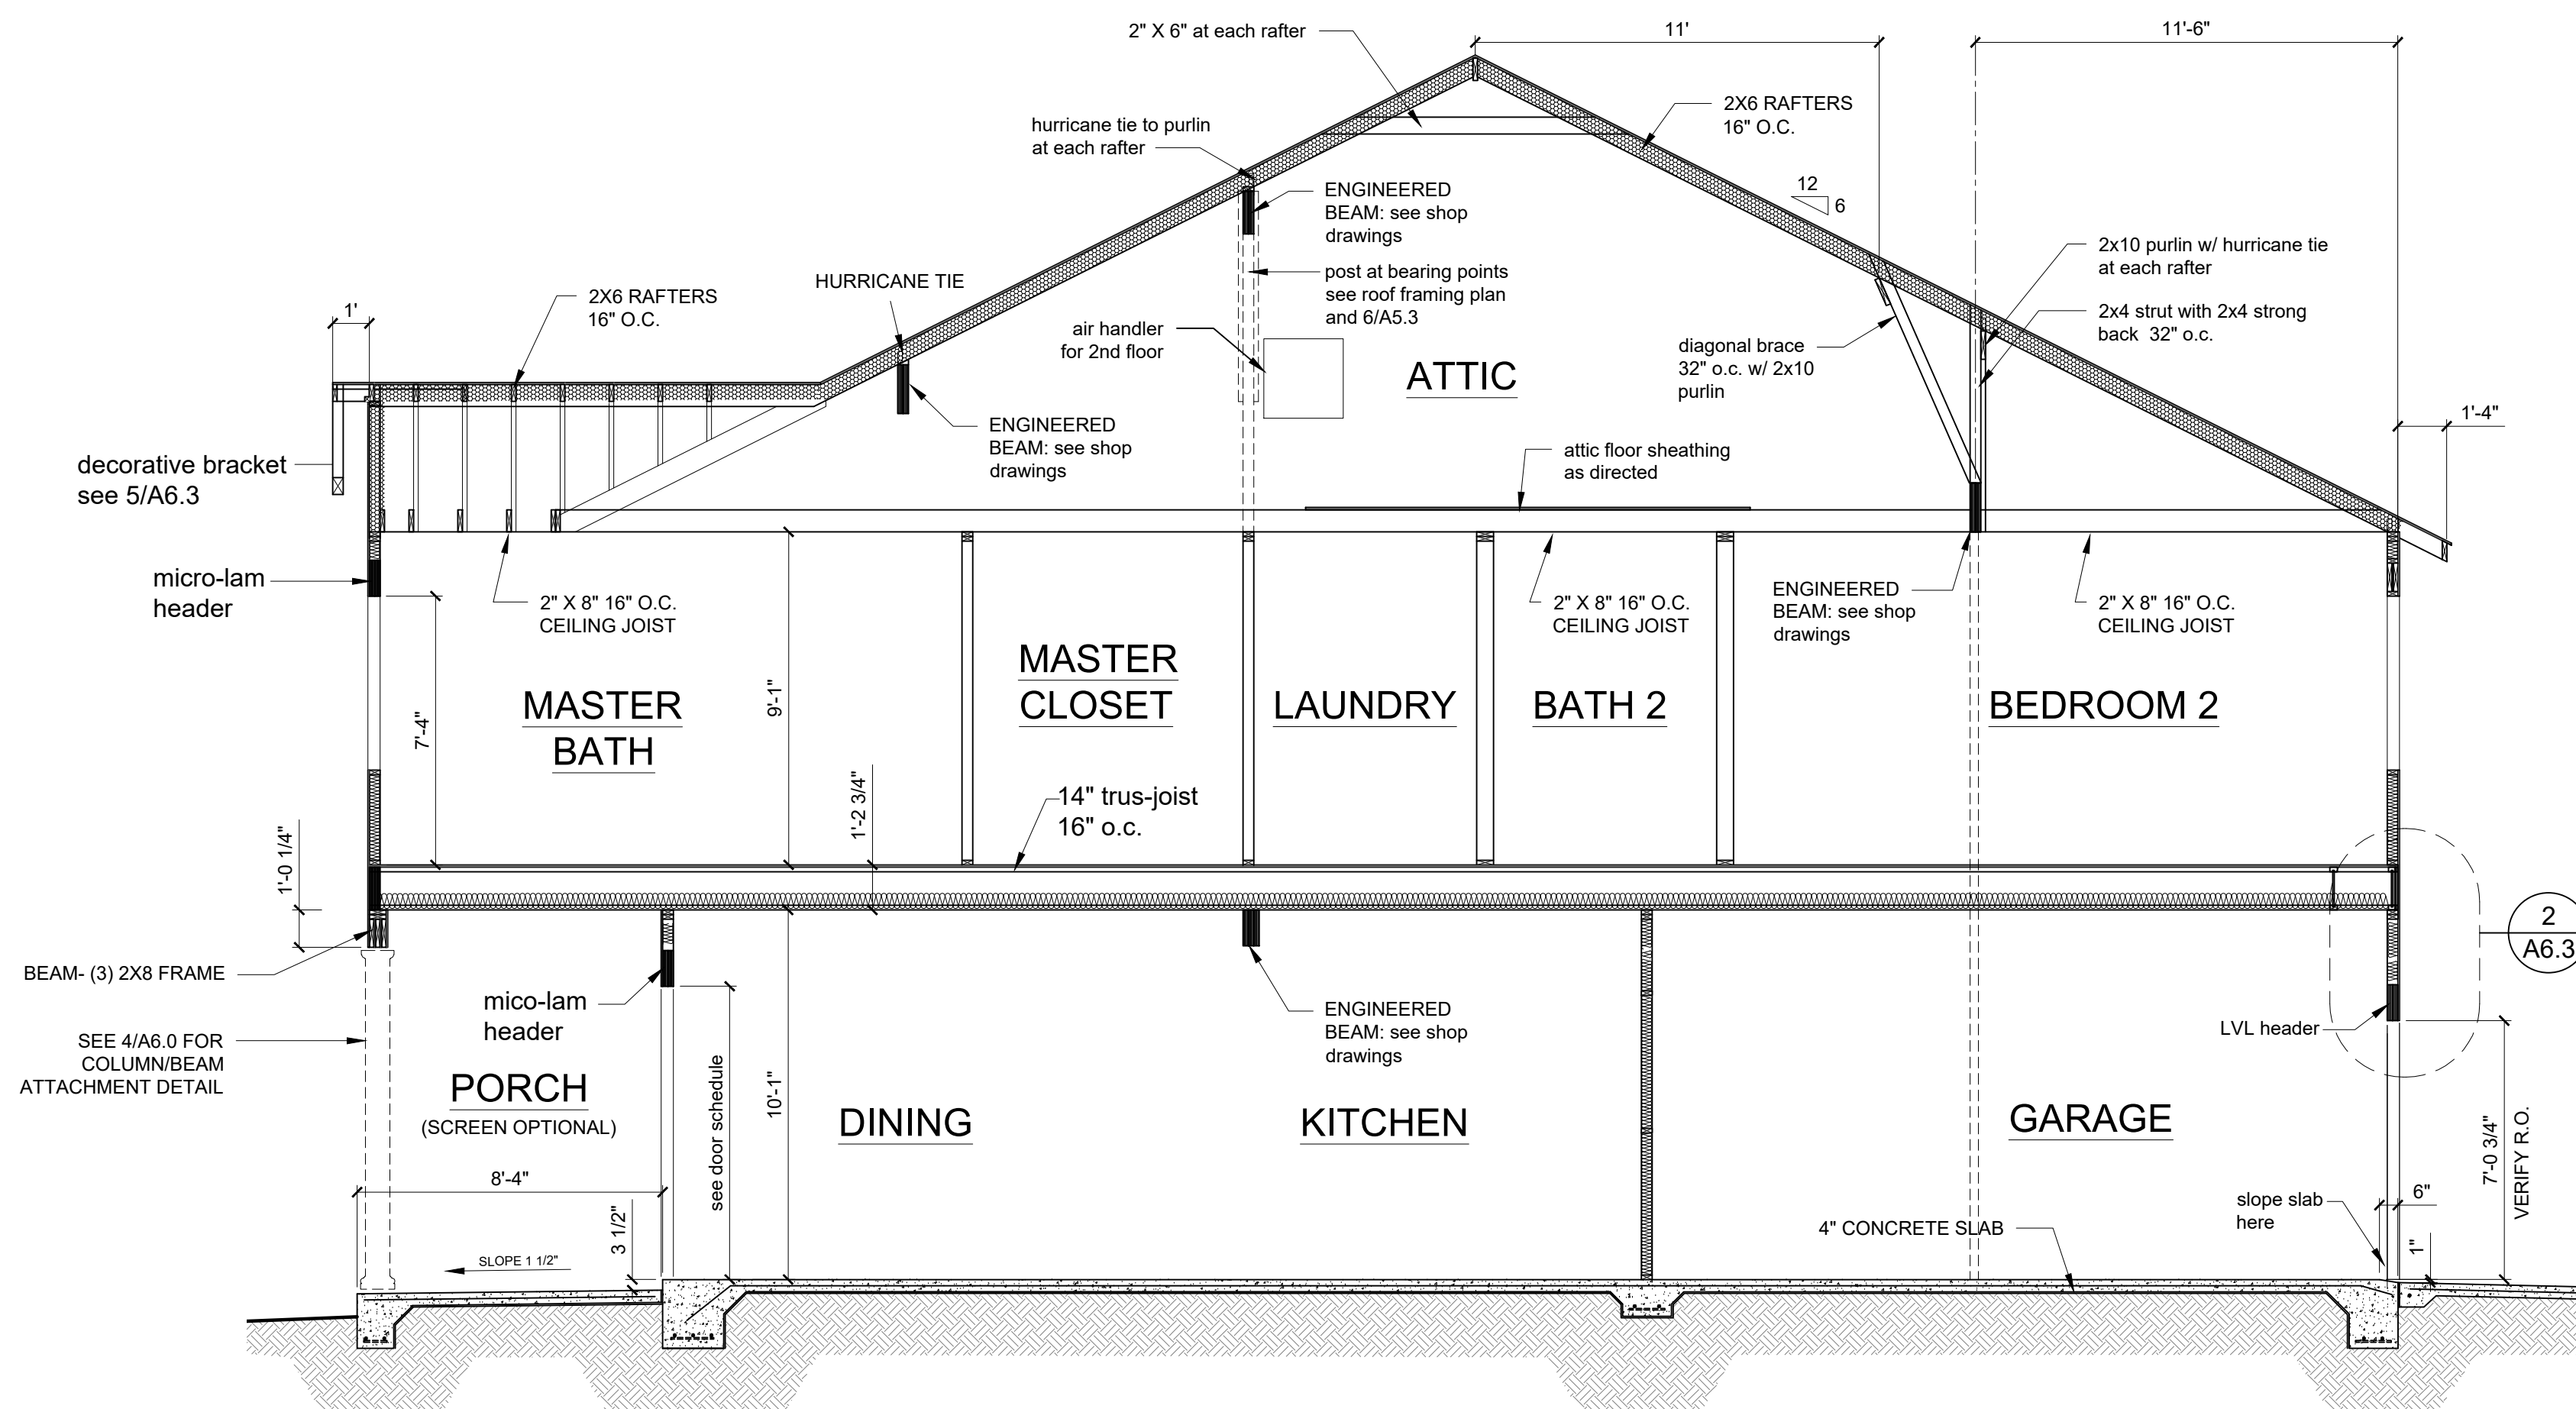 2" X 6" at each rafter
11'
11'-6"
hurricane tie to purlin
at each rafter
2X6 RAFTERS
16" O.C.
ENGINEERED
BEAM: see shop
drawings
12
6
2x10 purlin w/ hurricane tie
at each rafter
HURRICANE TIE
post at bearing points
see roof framing plan
and 6/A5.3
2X6 RAFTERS
16" O.C.
1'
air handler
for 2nd floor
2x4 strut with 2x4 strong
back 32" o.c.
diagonal brace
32" o.c. w/ 2x10
purlin
ATTIC
1'-4"
ENGINEERED
BEAM: see shop
drawings
attic floor sheathing
as directed
decorative bracket
see 5/A6.3
micro-lam
header
2" X 8" 16" O.C.
CEILING JOIST
2" X 8" 16" O.C.
CEILING JOIST
ENGINEERED
BEAM: see shop
drawings
2" X 8" 16" O.C.
CEILING JOIST
MASTER
BATH
7'-4"
9'-1"
MASTER
CLOSET
LAUNDRY
BATH 2
BEDROOM 2
1'-2 3/4"
14" trus-joist
16" o.c.
1'-0 1/4"
2
A6.3
BEAM- (3) 2X8 FRAME
mico-lam
header
ENGINEERED
BEAM: see shop
drawings
LVL header
SEE 4/A6.0 FOR
COLUMN/BEAM
ATTACHMENT DETAIL
PORCH
(SCREEN OPTIONAL)
see door schedule
10'-1"
DINING
KITCHEN
GARAGE
7'-0 3/4"
VERIFY R.O.
8'-4"
3 1/2"
SLOPE 1 1/2"
4" CONCRETE SLAB
slope slab
here
6"
1"